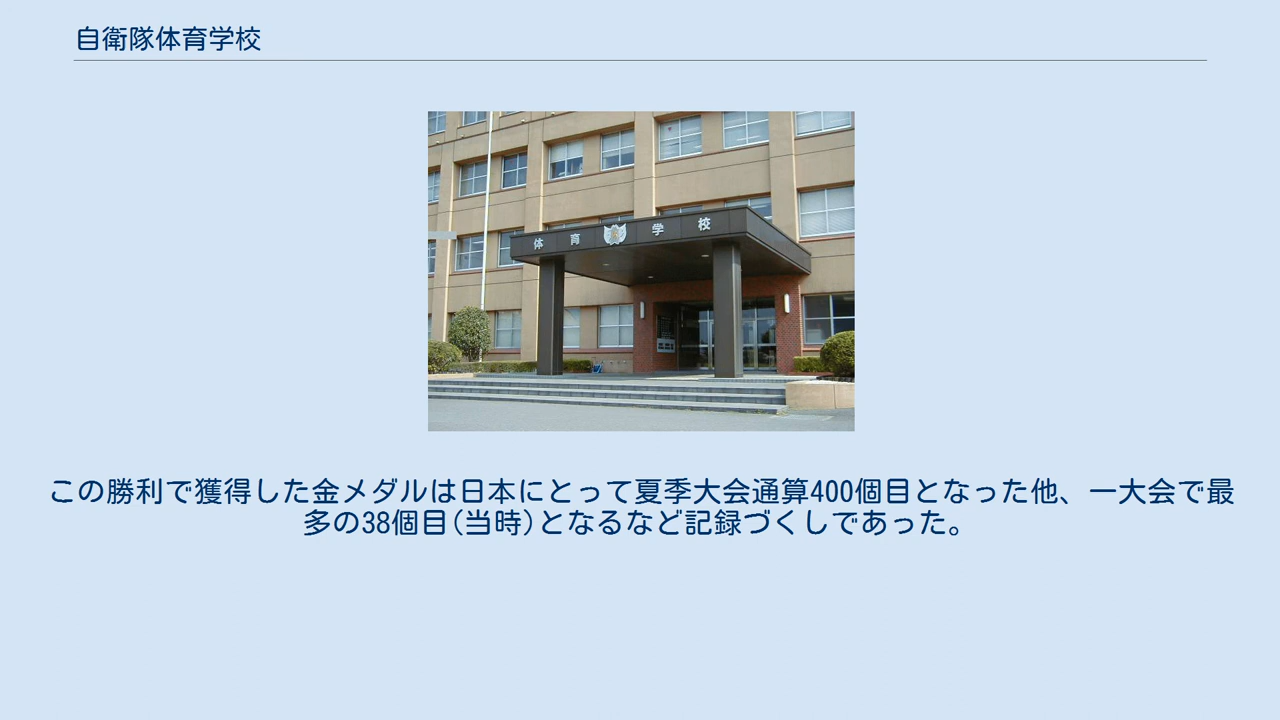 自衛隊体育学校
体育学校
この勝利で獲得した金メダルは日本にとって夏季大会通算400個目となった他、一大会で最
多の38個目(当時)となるなど記録づくしであった。